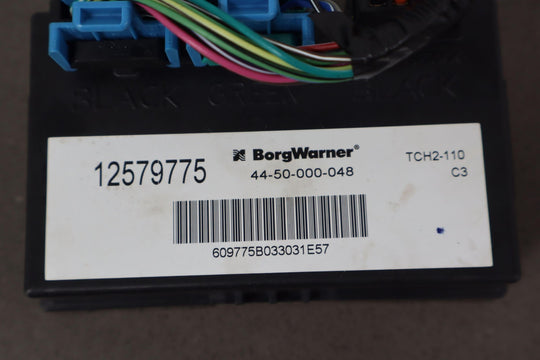 BLACK GREEN BLACK
12579775
BorgWarner®
44-50-000-048
TCH2-110
C3
609775B033031E57